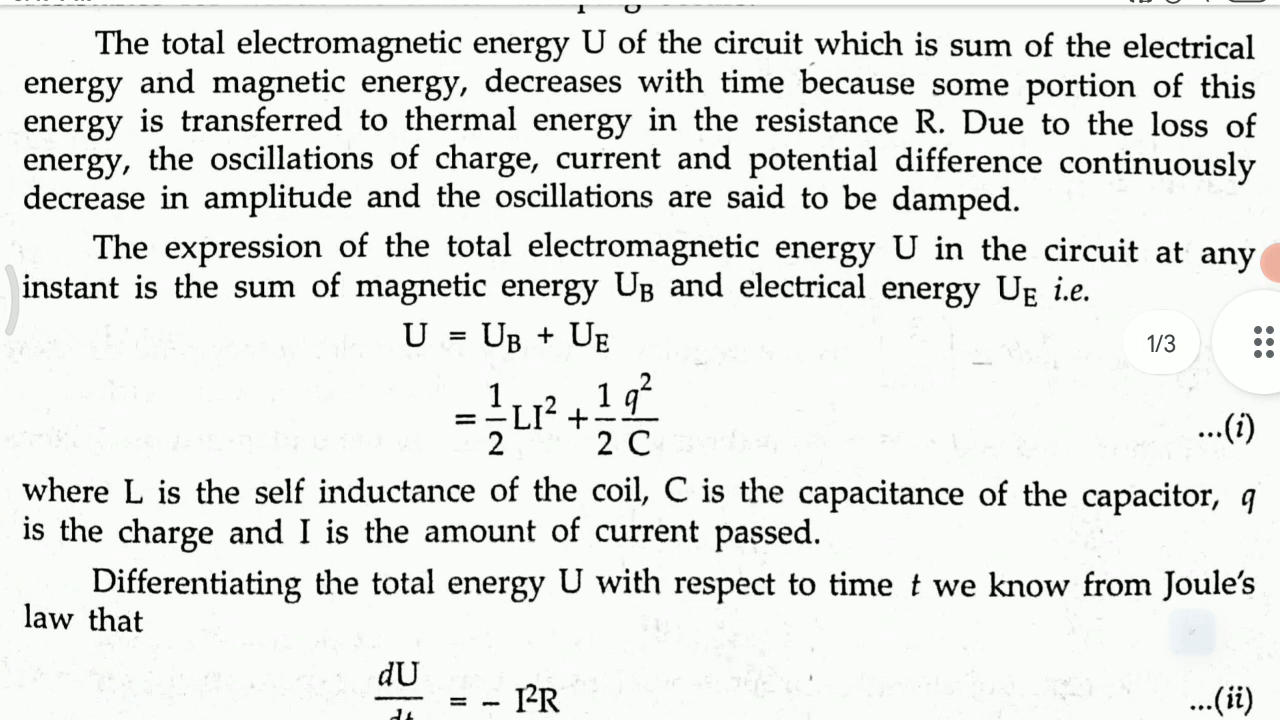 The total electromagnetic energy U of the circuit which is sum of the electrical
energy and magnetic energy, decreases with time because some portion of this
energy is transferred to thermal energy in the resistance R. Due to the loss of
energy, the oscillations of charge, current and potential difference continuously
decrease in amplitude and the oscillations are said to be damped.
The expression of the total electromagnetic energy U in the circuit at any
instant is the sum of magnetic energy U_B and electrical energy U_E i.e.
U = U_B + U_E
1/3
= 1/2 LI² + 1/2 q²/C ...(i)
where L is the self inductance of the coil, C is the capacitance of the capacitor, q
is the charge and I is the amount of current passed.
Differentiating the total energy U with respect to time t we know from Joule's
law that
dU/dt = - I²R ...(ii)